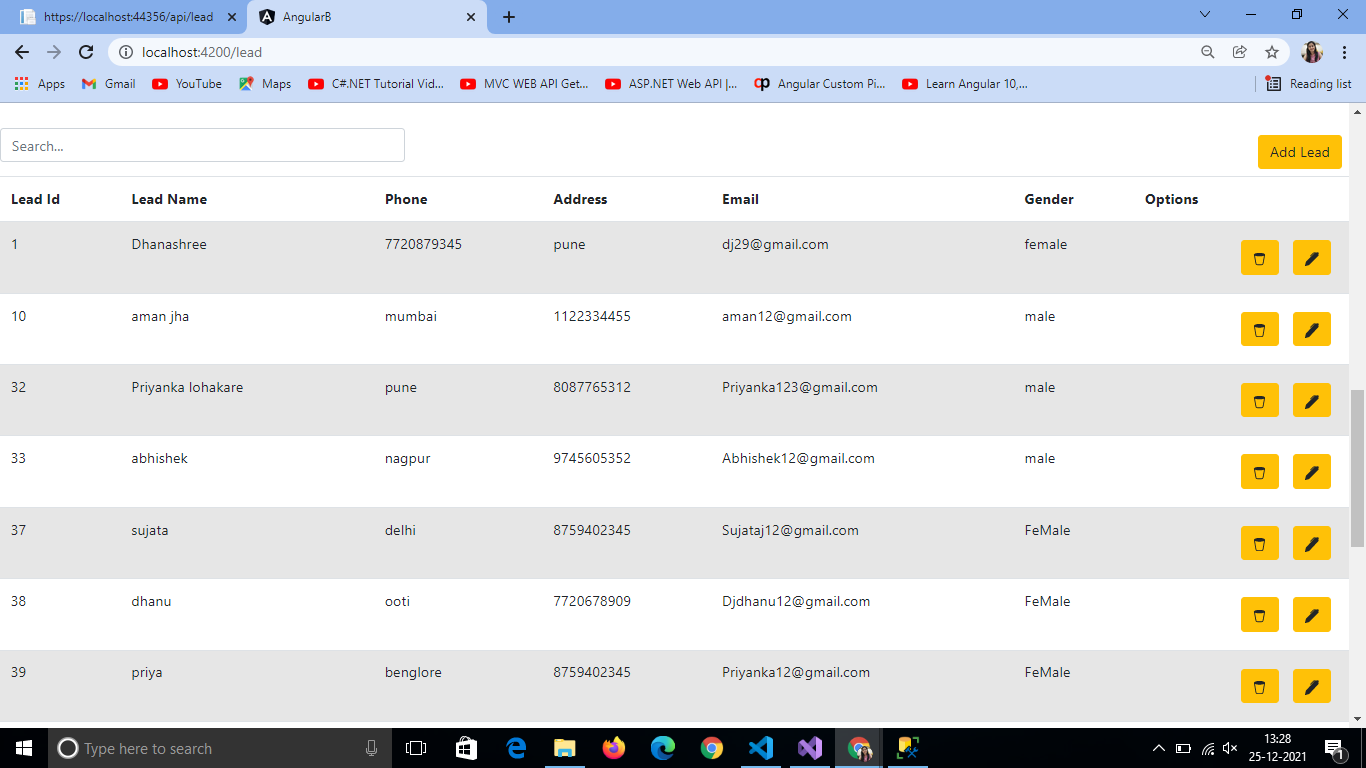 https://localhost:44356/api/lead
AngularB
localhost:4200/lead
Apps Gmail YouTube Maps C#.NET Tutorial Vid... MVC WEB API Get... ASP.NET Web API |... Angular Custom Pi... Learn Angular 10,... Reading list
Search...
Add Lead
Lead Id Lead Name Phone Address Email Gender Options
1 Dhanashree 7720879345 pune dj29@gmail.com female
10 aman jha mumbai 1122334455 aman12@gmail.com male
32 Priyanka lohakare pune 8087765312 Priyanka123@gmail.com male
33 abhishek nagpur 9745605352 Abhishek12@gmail.com male
37 sujata delhi 8759402345 Sujataj12@gmail.com FeMale
38 dhanu ooti 7720678909 Djdhanu12@gmail.com FeMale
39 priya benglore 8759402345 Priyanka12@gmail.com FeMale
Type here to search
13:28
25-12-2021
1